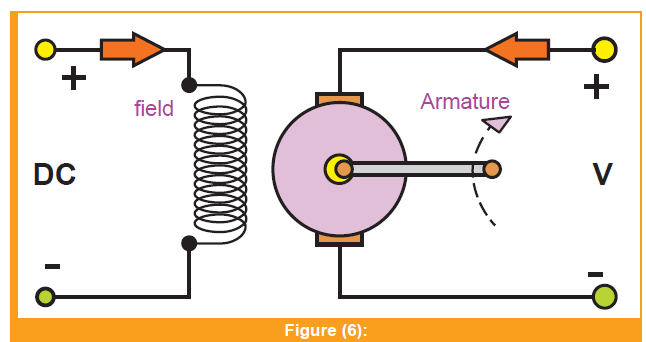 +
field
Armature
+
DC
V
-
-
Figure (6):